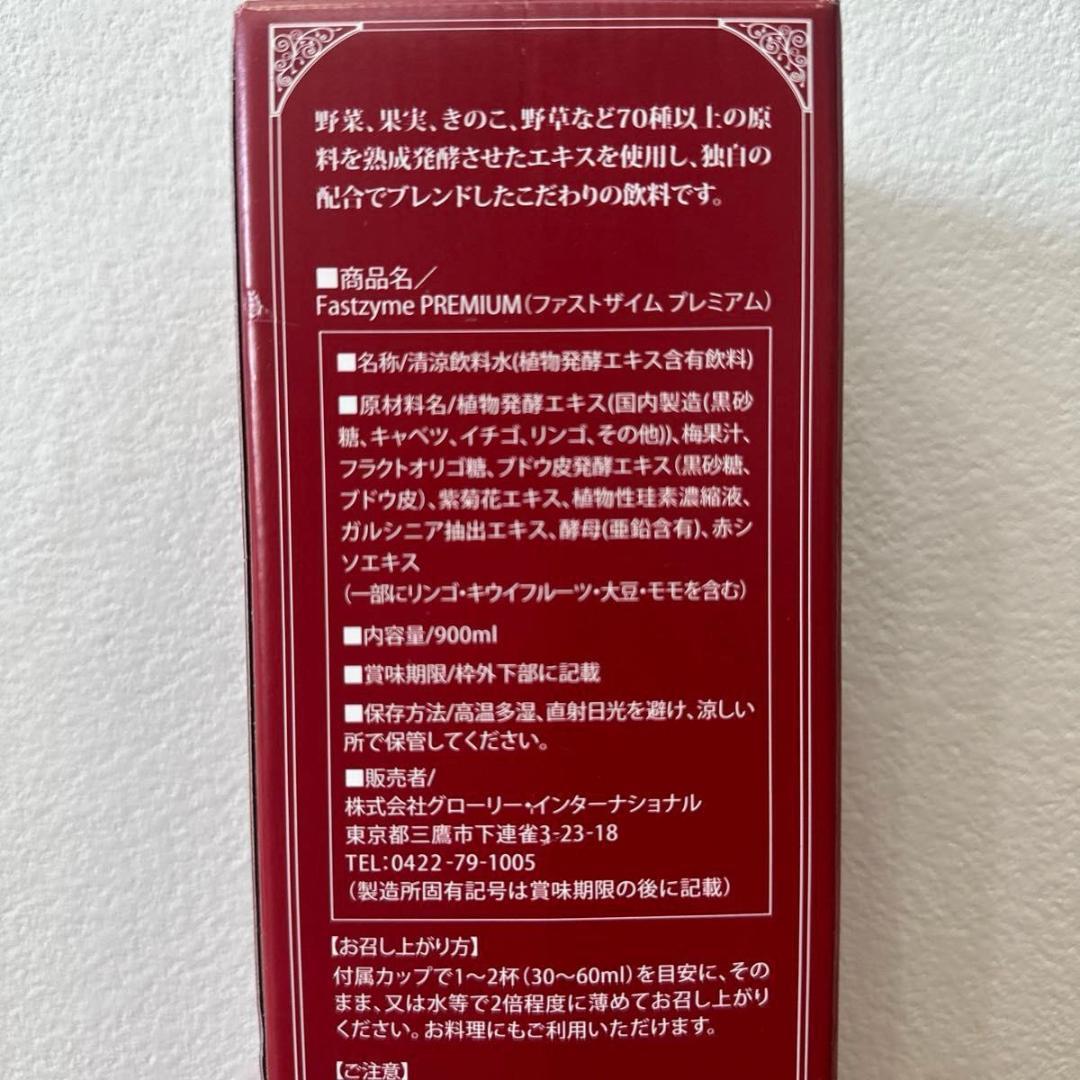 野菜、果実、きのこ、野草など70種以上の原
料を熟成発酵させたエキスを使用し、独自の
配合でブレンドしたこだわりの飲料です。
■商品名／
Fastzyme PREMIUM(ファストザイム プレミアム)
■名称/清涼飲料水(植物発酵エキス含有飲料)
■原材料名/植物発酵エキス(国内製造(黒砂
糖、キャベツ、イチゴ、リンゴ、その他))、梅果汁、
フラクトオリゴ糖、ブドウ皮発酵エキス(黒砂糖、
ブドウ皮)、紫菊花エキス、植物性珪素濃縮液、
ガルシニア抽出エキス、酵母(亜鉛含有)、赤シ
ソエキス
(一部にリンゴ・キウイフルーツ・大豆・モモを含む)
■内容量/900ml
■賞味期限/枠外下部に記載
■保存方法/高温多湿、直射日光を避け、涼しい
所で保管してください。
■販売者/
株式会社グローリー・インターナショナル
東京都三鷹市下連雀3-23-18
TEL:0422-79-1005
(製造所固有記号は賞味期限の後に記載)
【お召し上がり方】
付属カップで1〜2杯(30〜60ml)を目安に、その
まま、又は水等で2倍程度に薄めてお召し上がり
ください。お料理にもご利用いただけます。
【ご注意】